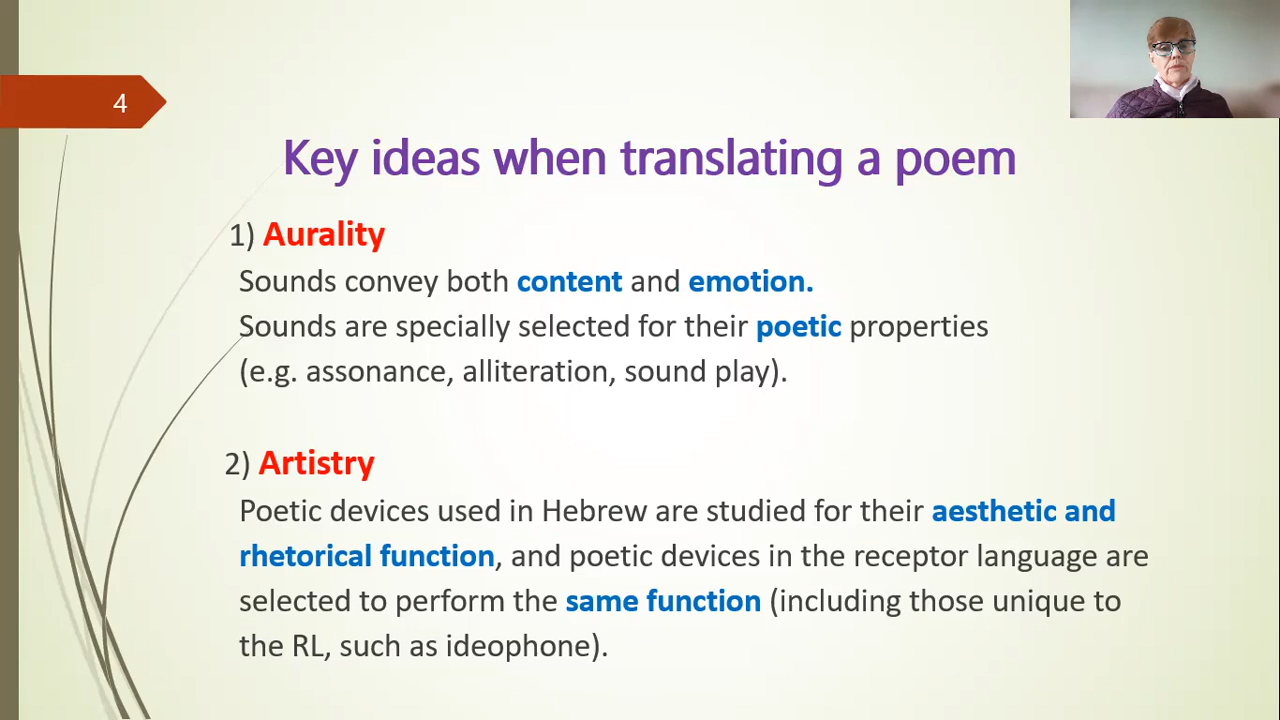 4
Key ideas when translating a poem
1) Aurality
Sounds convey both content and emotion.
Sounds are specially selected for their poetic properties
(e.g. assonance, alliteration, sound play).
2) Artistry
Poetic devices used in Hebrew are studied for their aesthetic and
rhetorical function, and poetic devices in the receptor language are
selected to perform the same function (including those unique to
the RL, such as ideophone).